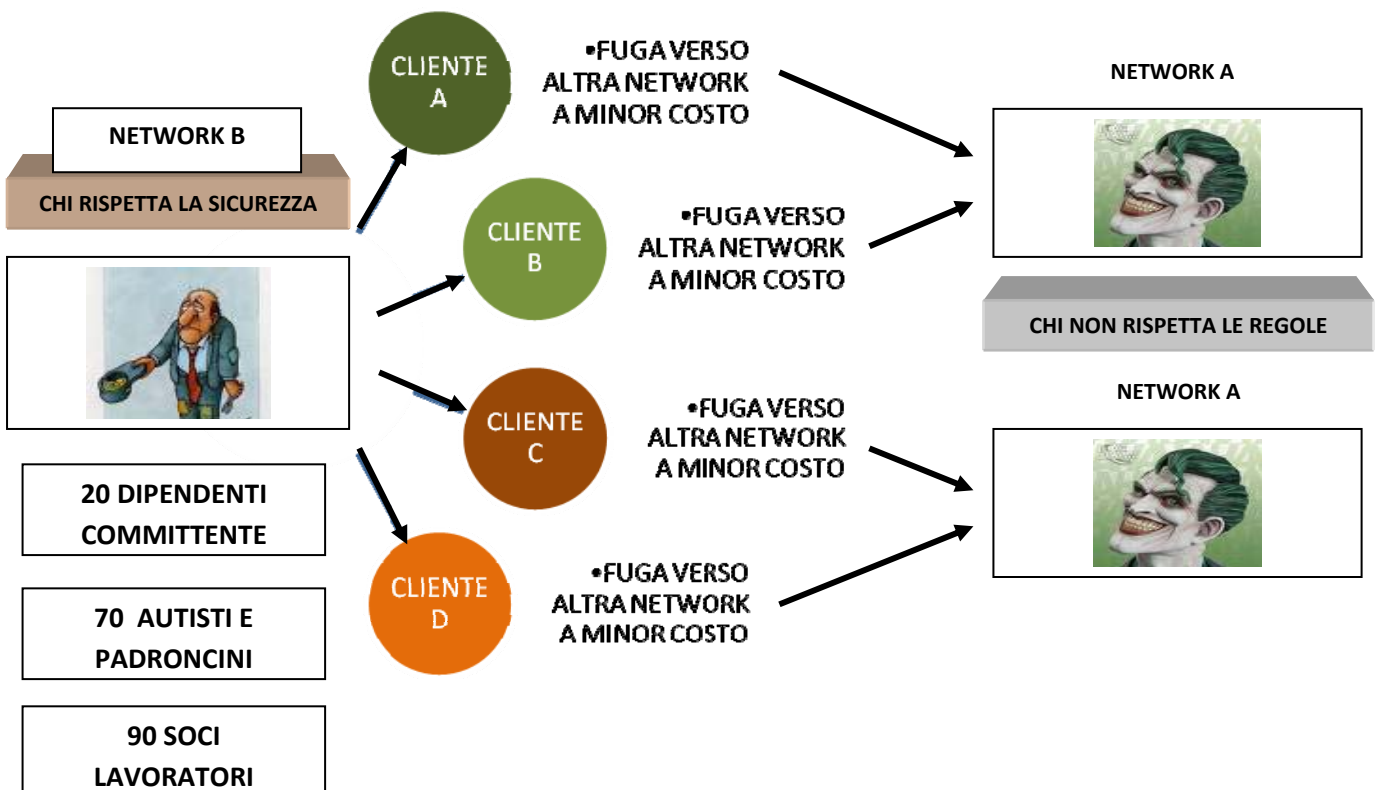 NETWORK B
CHI RISPETTA LA SICUREZZA
20 DIPENDENTI
COMMITTENTE
70 AUTISTI E
PADRONCINI
90 SOCI
LAVORATORI
CLIENTE
A
•FUGA VERSO
ALTRA NETWORK
A MINOR COSTO
CLIENTE
B
•FUGA VERSO
ALTRA NETWORK
A MINOR COSTO
CLIENTE
C
•FUGA VERSO
ALTRA NETWORK
A MINOR COSTO
CLIENTE
D
•FUGA VERSO
ALTRA NETWORK
A MINOR COSTO
NETWORK A
CHI NON RISPETTA LE REGOLE
NETWORK A